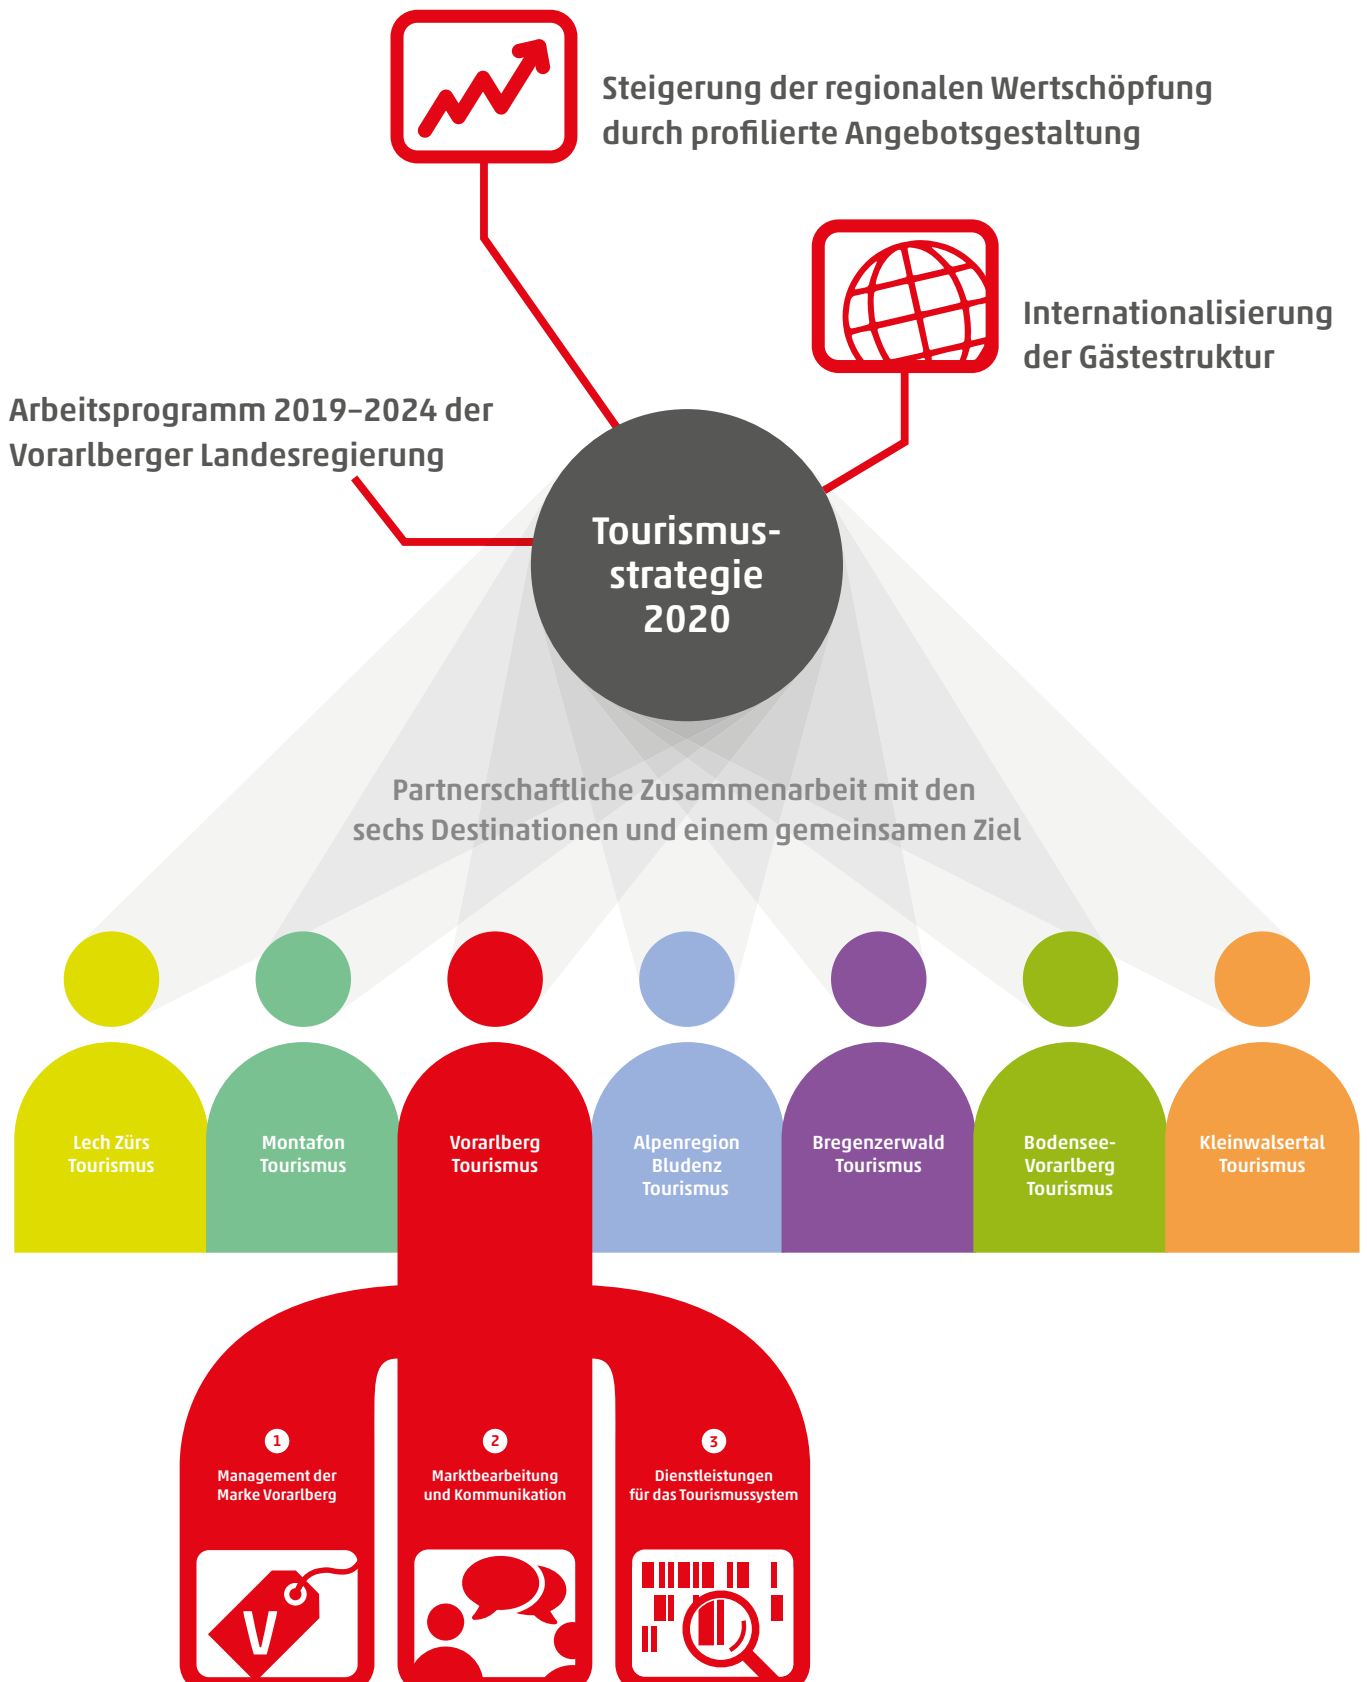 Steigerung der regionalen Wertschöpfung
durch profilierte Angebotsgestaltung
Internationalisierung
der Gästestruktur
Arbeitsprogramm 2019–2024 der
Vorarlberger Landesregierung
Tourismus-
strategie
2020
Partnerschaftliche Zusammenarbeit mit den
sechs Destinationen und einem gemeinsamen Ziel
Lech Zürs
Tourismus
Montafon
Tourismus
Vorarlberg
Tourismus
Alpenregion
Bludenz
Tourismus
Bregenzerwald
Tourismus
Bodensee-
Vorarlberg
Tourismus
Kleinwalsertal
Tourismus
1
Management der
Marke Vorarlberg
V
2
Marktbearbeitung
und Kommunikation
3
Dienstleistungen
für das Tourismussystem